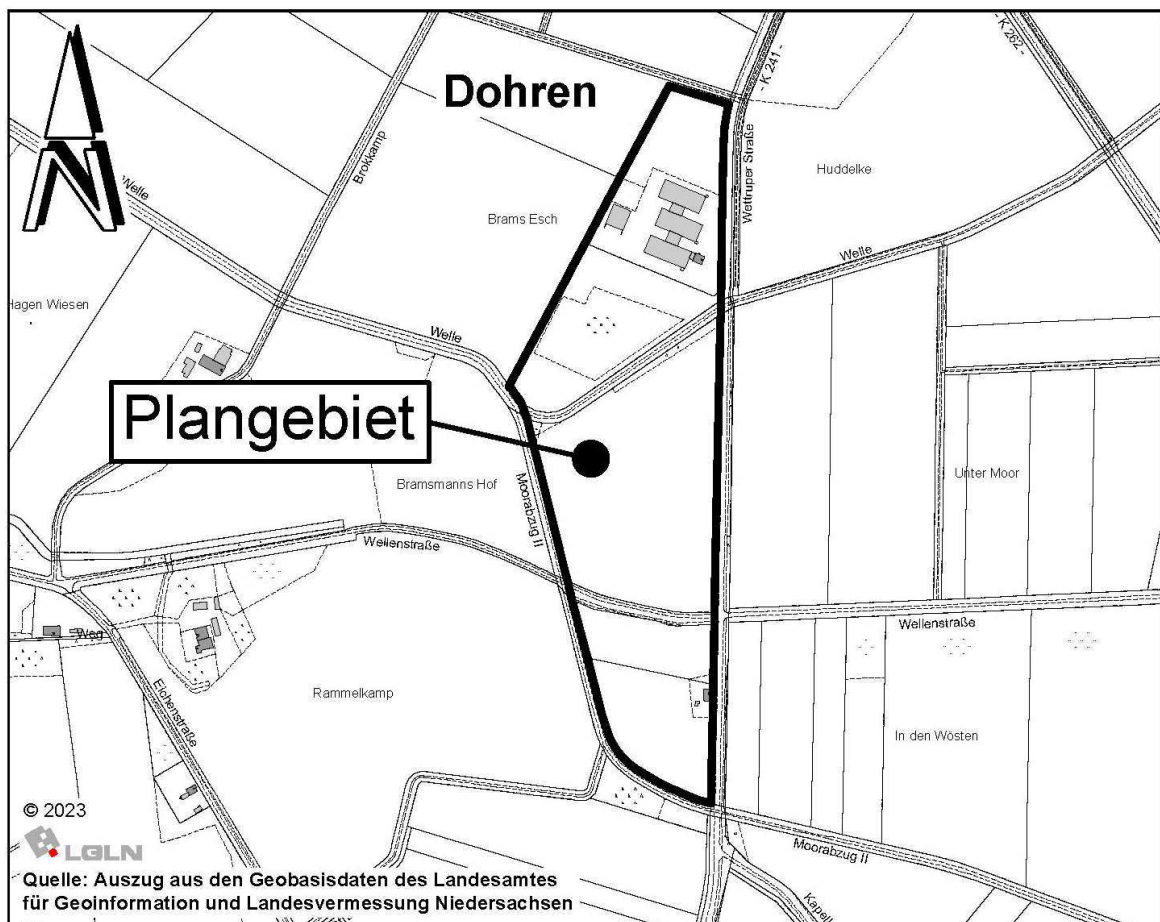 Dohren
- K 241 -
- K 262 -
Brokkamp
Wettruper Straße
Huddelke
Welle
Brams Esch
Welle
Hagen Wiesen
Welle
Plangebiet
Bramsmanns Hof
Moorabzug II
Unter Moor
Wellenstraße
Wellenstraße
Weg
Rammelkamp
Eichenstraße
In den Wösten
© 2023
LGLN
Moorabzug II
Quelle: Auszug aus den Geobasisdaten des Landesamtes
für Geoinformation und Landesvermessung Niedersachsen
Kapell
N